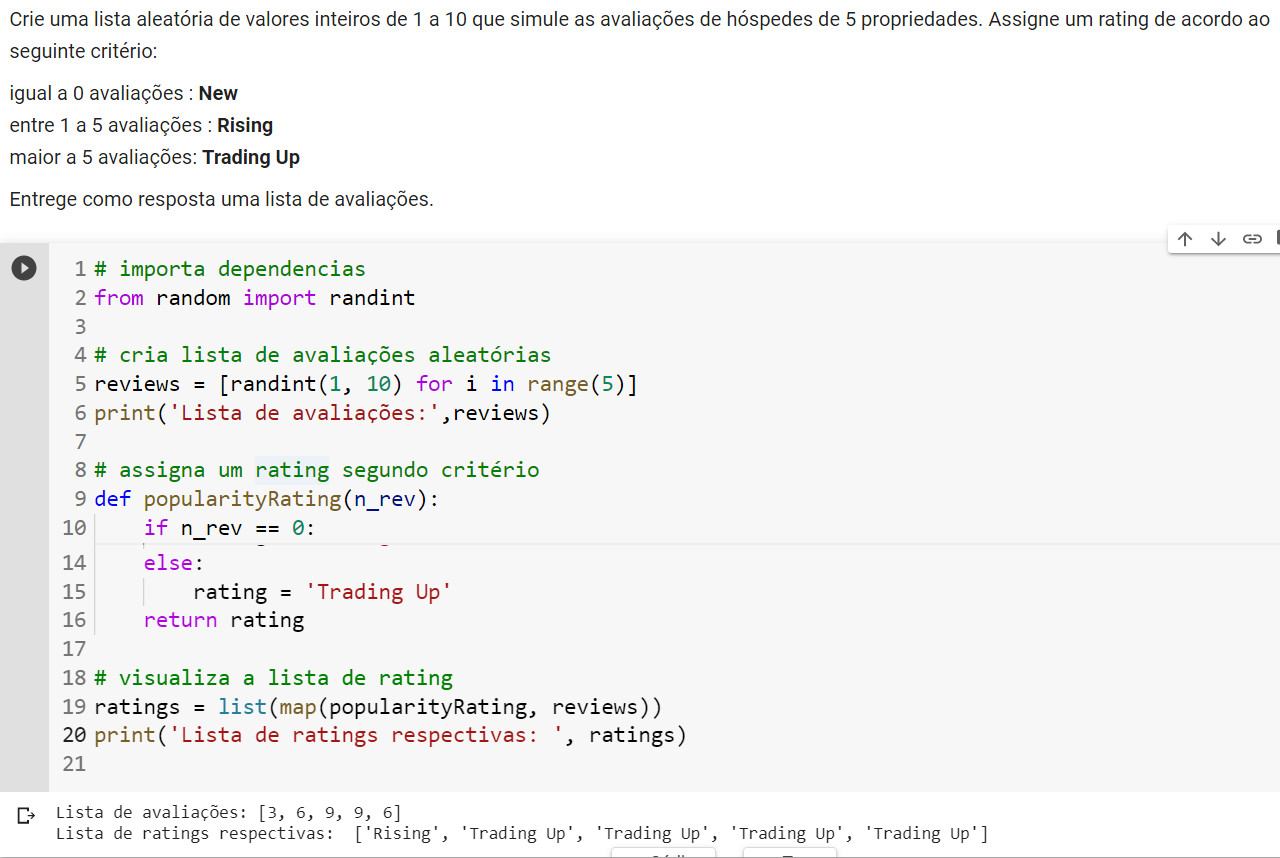 Crie uma lista aleatória de valores inteiros de 1 a 10 que simule as avaliações de hóspedes de 5 propriedades. Assigne um rating de acordo ao
seguinte critério:
igual a 0 avaliações : New
entre 1 a 5 avaliações : Rising
maior a 5 avaliações: Trading Up
Entrege como resposta uma lista de avaliações.
1 # importa dependencias
2 from random import randint
3
4 # cria lista de avaliações aleatórias
5 reviews = [randint(1, 10) for i in range(5)]
6 print('Lista de avaliações:',reviews)
7
8 # assigna um rating segundo critério
9 def popularityRating(n_rev):
10 if n_rev == 0:
14 else:
15 rating = 'Trading Up'
16 return rating
17
18 # visualiza a lista de rating
19 ratings = list(map(popularityRating, reviews))
20 print('Lista de ratings respectivas: ', ratings)
21
Lista de avaliações: [3, 6, 9, 9, 6]
Lista de ratings respectivas:  ['Rising', 'Trading Up', 'Trading Up', 'Trading Up', 'Trading Up']